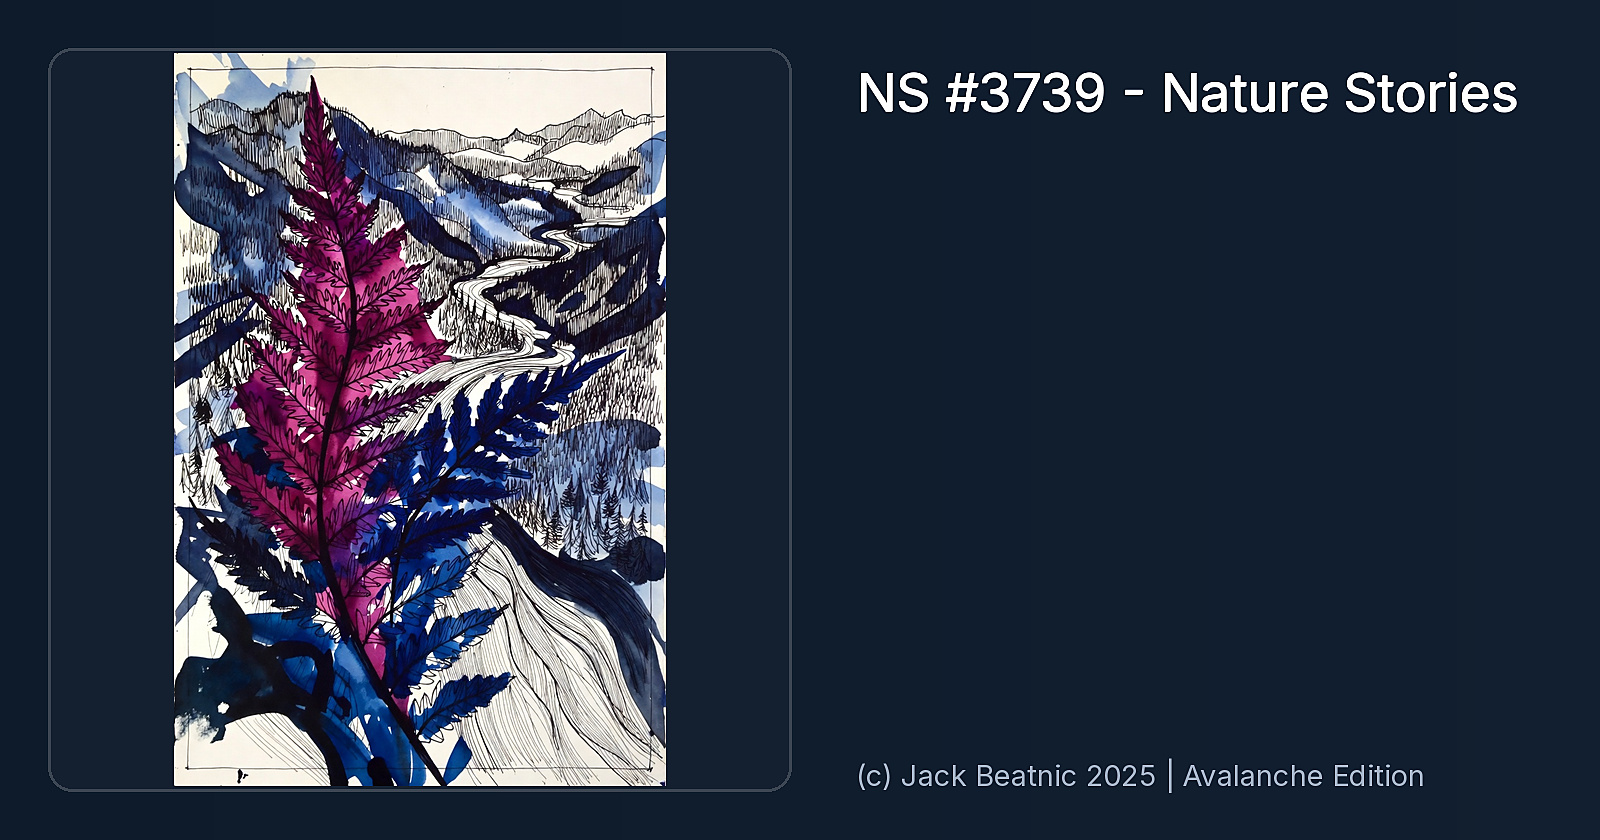 NS #3739 - Nature Stories
(c) Jack Beatnic 2025 | Avalanche Edition